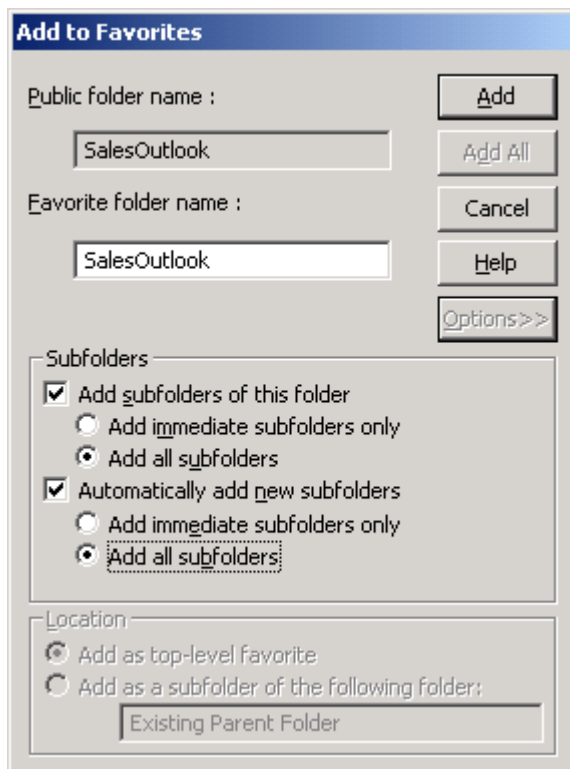 Add to Favorites
Public folder name :
Add
SalesOutlook
Add All
Favorite folder name :
Cancel
SalesOutlook
Help
Options>>
Subfolders
Add subfolders of this folder
Add immediate subfolders only
Add all subfolders
Automatically add new subfolders
Add immediate subfolders only
Add all subfolders
Location
Add as top-level favorite
Add as a subfolder of the following folder:
Existing Parent Folder